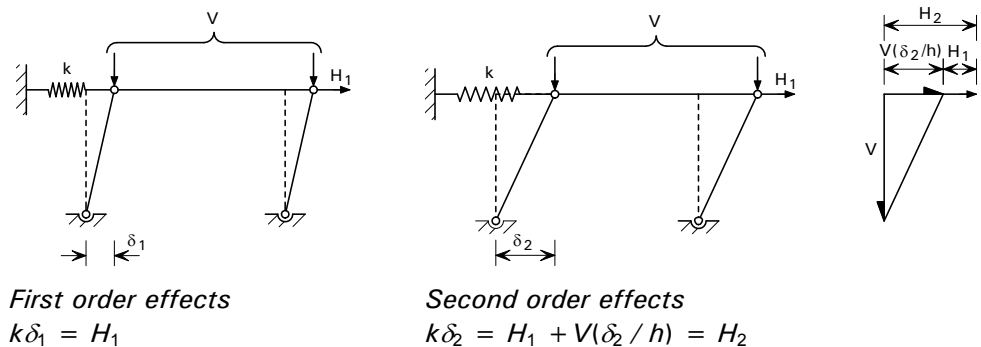 V
k
H₁
δ₁
First order effects
kδ₁ = H₁
V
k
H₁
δ₂
Second order effects
kδ₂ = H₁ + V(δ₂ / h) = H₂
H₂
V(δ₂/h) H₁
V